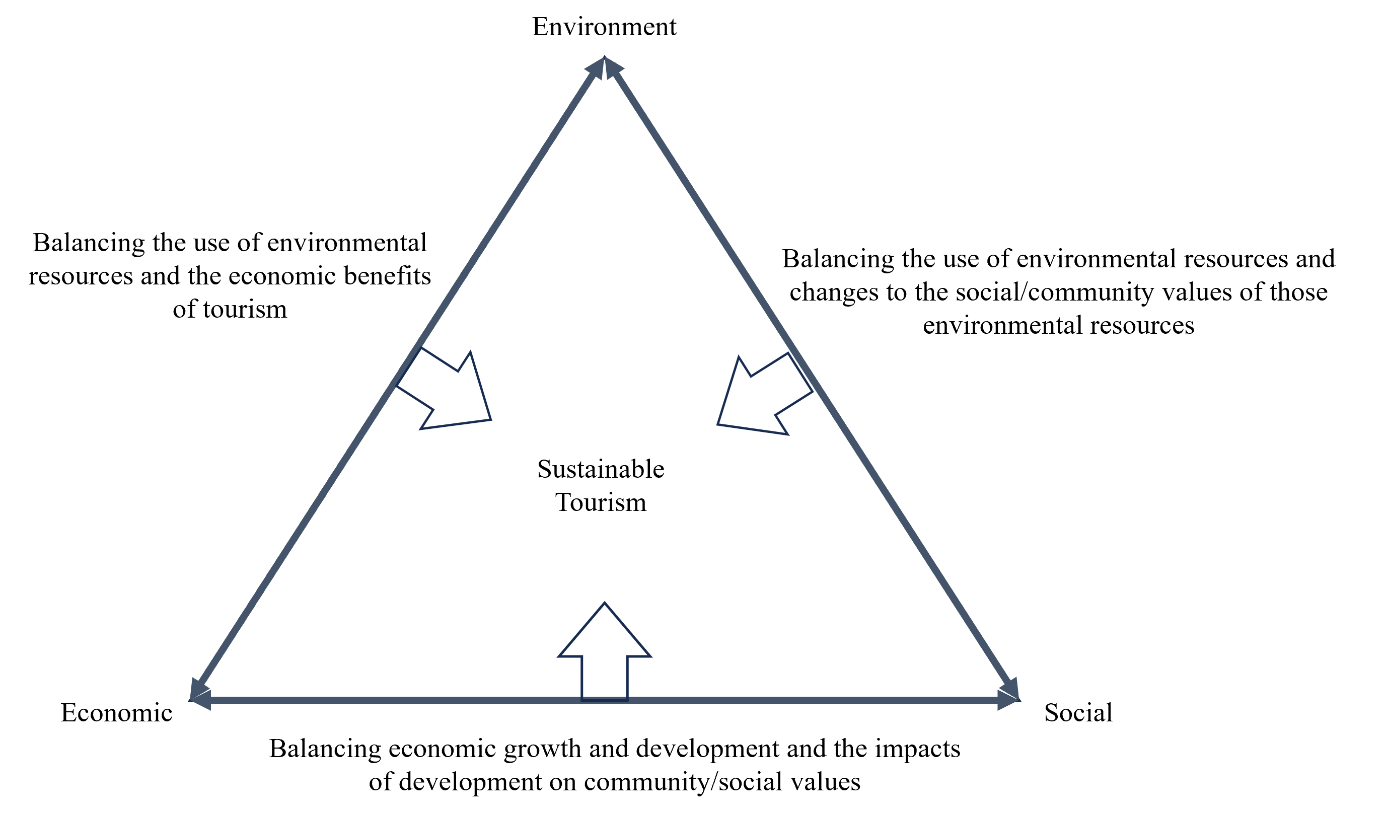 Environment
Balancing the use of environmental
resources and the economic benefits
of tourism
Balancing the use of environmental resources and
changes to the social/community values of those
environmental resources
Sustainable
Tourism
Economic
Social
Balancing economic growth and development and the impacts
of development on community/social values